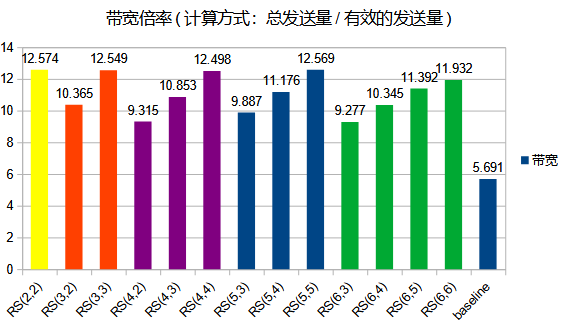 带宽倍率 ( 计算方式： 总发送量 / 有效的发送量 )
14
12
10
8
6
4
2
0
12.574
10.365
12.549
9.315
10.853
12.498
9.887
11.176
12.569
9.277
10.345
11.392
11.932
5.691
RS(2,2)
RS(3,2)
RS(3,3)
RS(4,2)
RS(4,3)
RS(4,4)
RS(5,3)
RS(5,4)
RS(5,5)
RS(6,3)
RS(6,4)
RS(6,5)
RS(6,6)
baseline
带宽